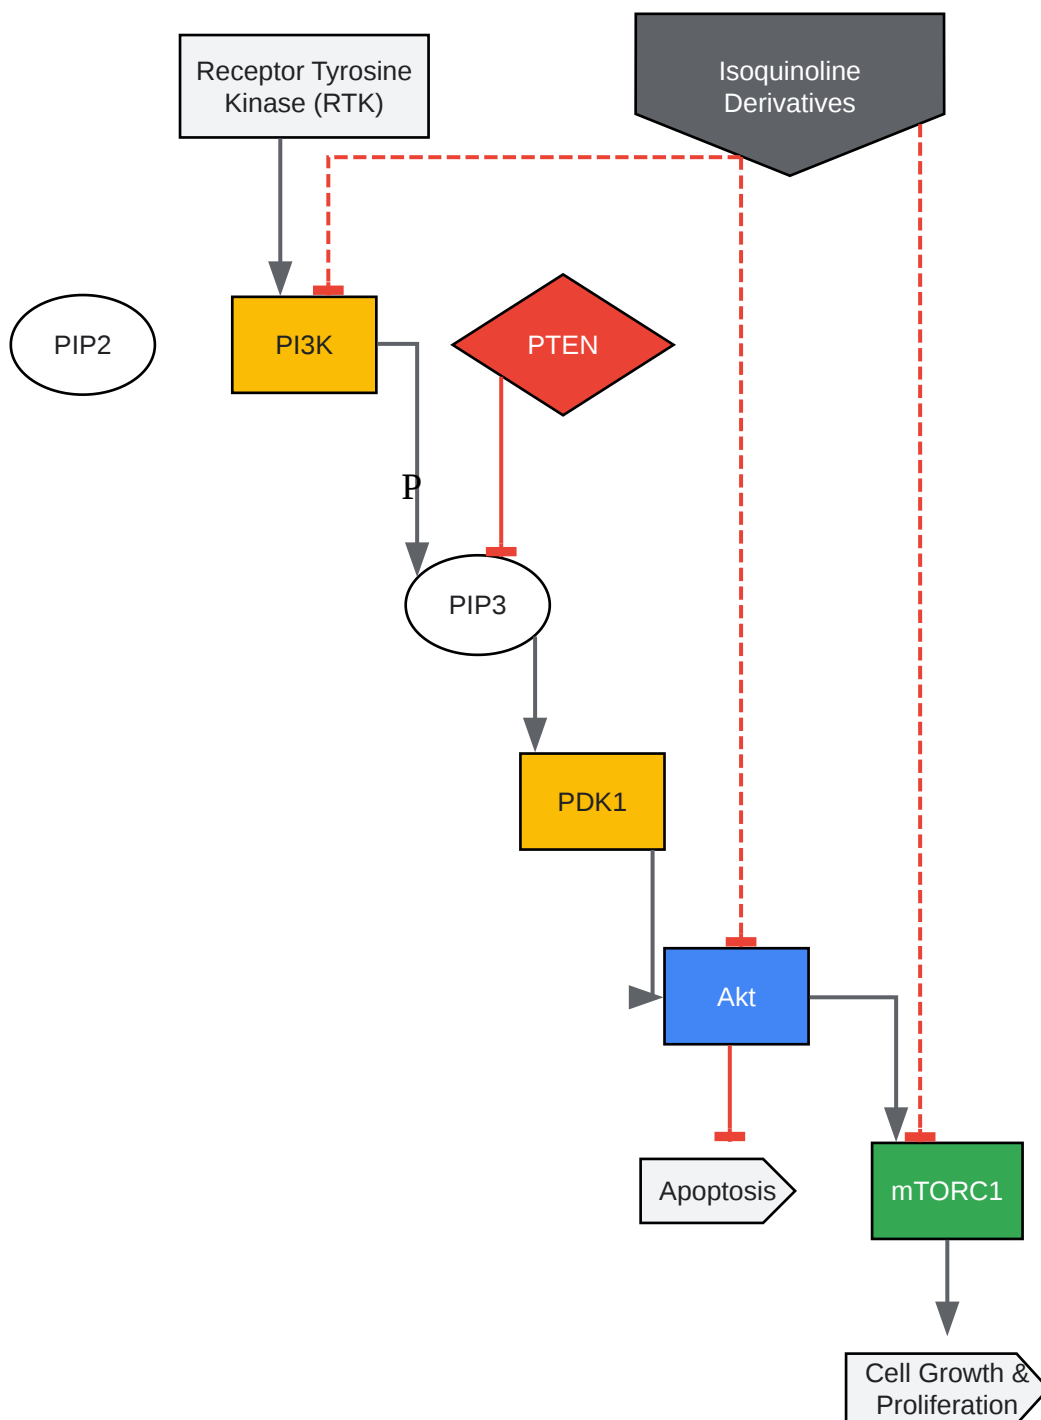 Receptor Tyrosine
Kinase (RTK)
Isoquinoline
Derivatives
PIP2
PI3K
PTEN
P
PIP3
PDK1
Akt
Apoptosis
mTORC1
Cell Growth &
Proliferation